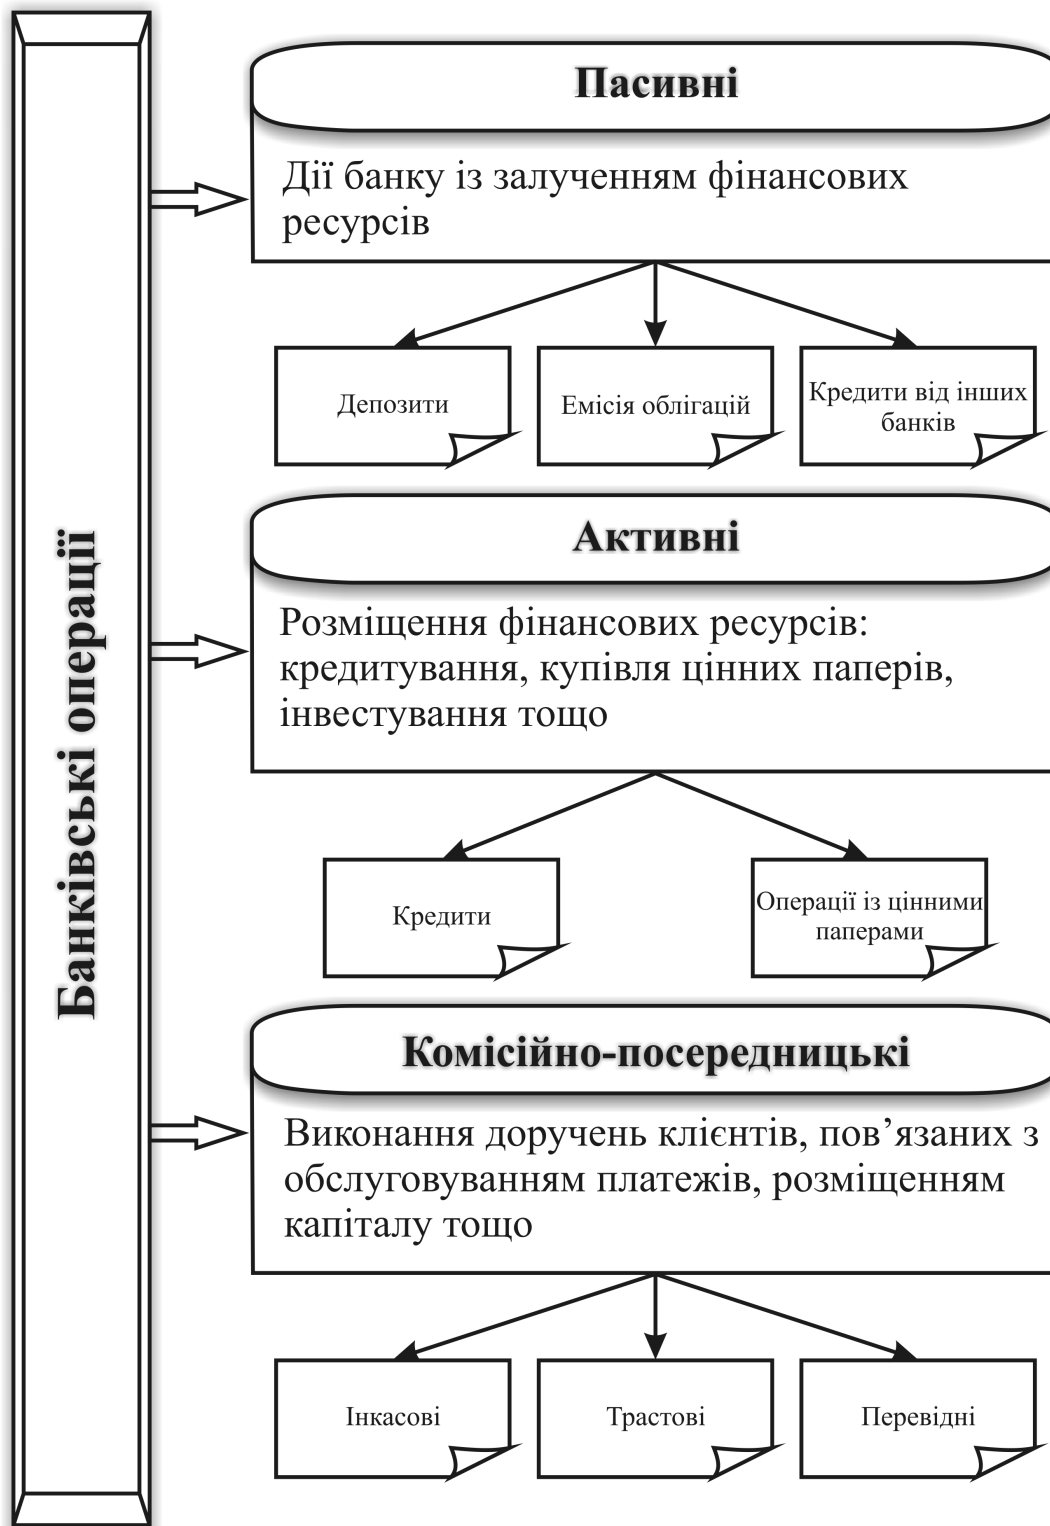 Банківські операції
Пасивні
Дії банку із залученням фінансових
ресурсів
Депозити
Емісія облігацій
Кредити від інших
банків
Активні
Розміщення фінансових ресурсів:
кредитування, купівля цінних паперів,
інвестування тощо
Кредити
Операції із цінними
паперами
Комісійно-посередницькі
Виконання доручень клієнтів, пов’язаних з
обслуговуванням платежів, розміщенням
капіталу тощо
Інкасові
Трастові
Перевідні